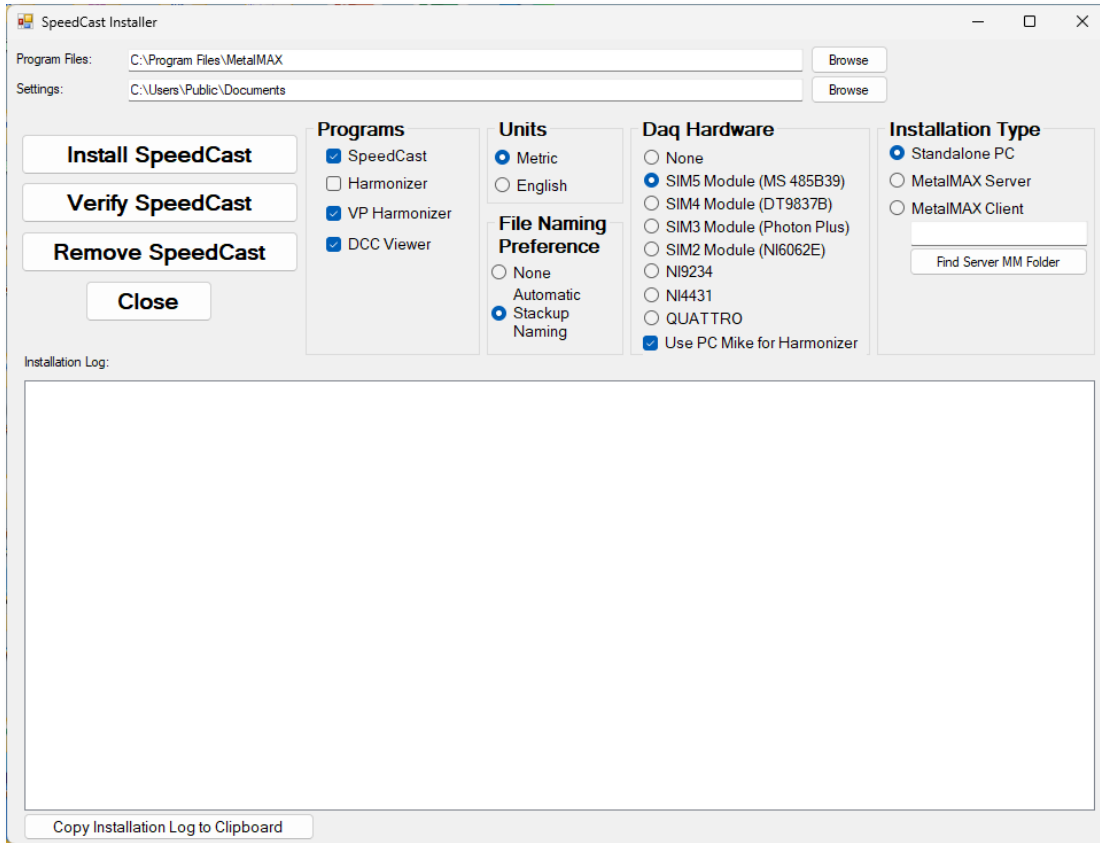 SpeedCast Installer
Program Files:
C:\Program Files\MetalMAX
Browse
Settings:
C:\Users\Public\Documents
Browse
Install SpeedCast
Verify SpeedCast
Remove SpeedCast
Close
Programs
SpeedCast
Harmonizer
VP Harmonizer
DCC Viewer
Units
Metric
English
File Naming
Preference
None
Automatic
Stackup
Naming
Daq Hardware
None
SIM5 Module (MS 485B39)
SIM4 Module (DT9837B)
SIM3 Module (Photon Plus)
SIM2 Module (NI6062E)
NI9234
NI4431
QUATTRO
Use PC Mike for Harmonizer
Installation Type
Standalone PC
MetalMAX Server
MetalMAX Client
Find Server MM Folder
Installation Log:
Copy Installation Log to Clipboard